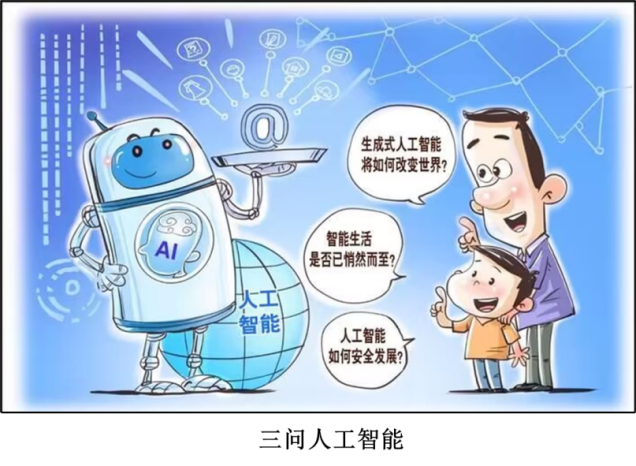 @
生成式人工智能
将如何改变世界?
智能生活
是否已悄然而至?
AI
人工
智能
人工智能
如何安全发展?
三问人工智能